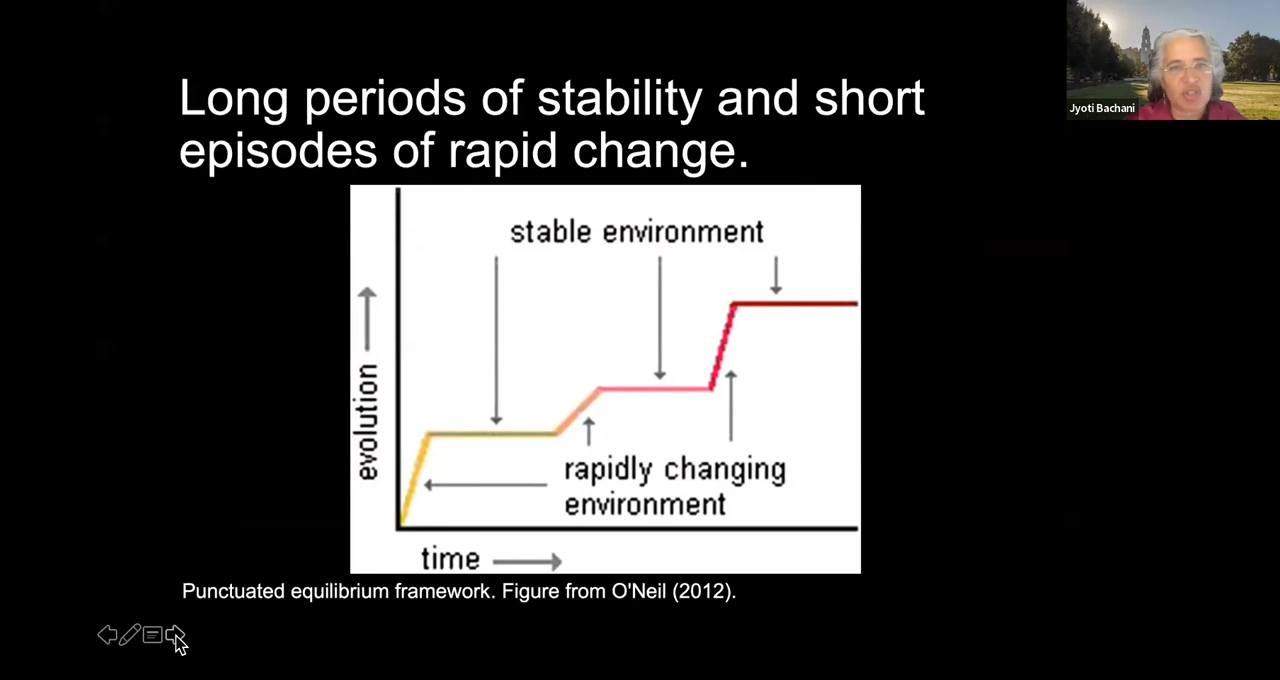 Long periods of stability and short
episodes of rapid change.
Jyoti Bachani
stable environment
evolution
rapidly changing
environment
time
Punctuated equilibrium framework. Figure from O'Neil (2012).